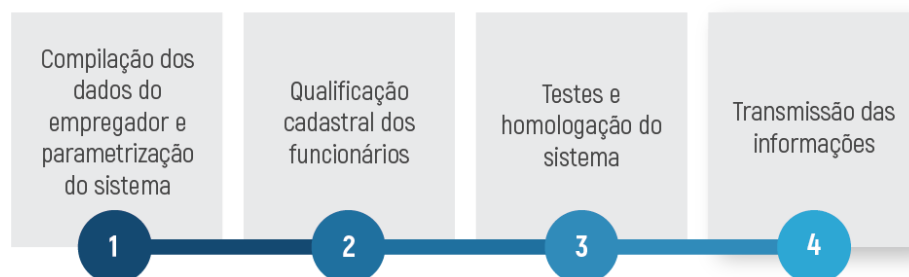 Compilação dos
dados do
empregador e
parametrização
do sistema
1
Qualificação
cadastral dos
funcionários
2
Testes e
homologação do
sistema
3
Transmissão das
informações
4